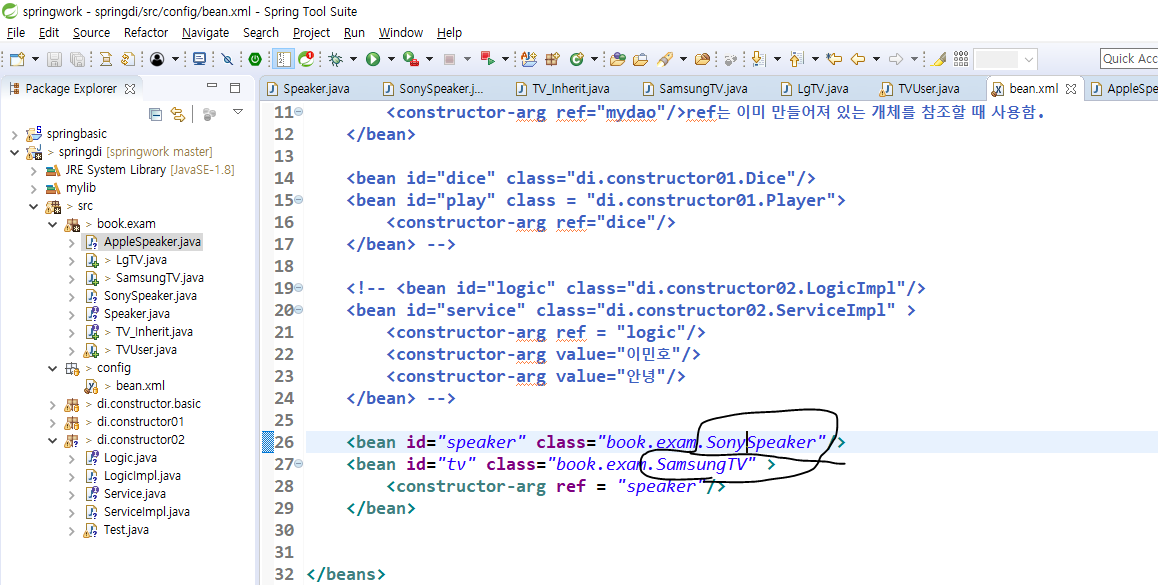 springwork - springdi/src/config/bean.xml - Spring Tool Suite
File Edit Source Refactor Navigate Search Project Run Window Help
Quick Acc
Package Explorer
Speaker.java SonySpeaker.j... TV_Inherit.java SamsungTV.java LgTV.java TVUser.java bean.xml AppleSpe
springbasic
> springdi [springwork master]
JRE System Library [JavaSE-1.8]
mylib
> src
> book.exam
AppleSpeaker.java
> LgTV.java
> SamsungTV.java
SonySpeaker.java
Speaker.java
> TV_Inherit.java
> TVUser.java
> config
> bean.xml
> di.constructor.basic
> di.constructor01
> di.constructor02
> Logic.java
> LogicImpl.java
> Service.java
> ServiceImpl.java
> Test.java
11 <constructor-arg ref="mydao"/>ref는 이미 만들어져 있는 개체를 참조할 때 사용함.
12 </bean>
13
14 <bean id="dice" class="di.constructor01.Dice"/>
15 <bean id="play" class = "di.constructor01.Player">
16 <constructor-arg ref="dice"/>
17 </bean> -->
18
19 <!-- <bean id="logic" class="di.constructor02.LogicImpl"/>
20 <bean id="service" class="di.constructor02.ServiceImpl" >
21 <constructor-arg ref = "logic"/>
22 <constructor-arg value="이민호"/>
23 <constructor-arg value="안녕"/>
24 </bean> -->
25
26 <bean id="speaker" class="book.exam.SonySpeaker"/>
27 <bean id="tv" class="book.exam.SamsungTV" >
28 <constructor-arg ref = "speaker"/>
29 </bean>
30
31
32 </beans>